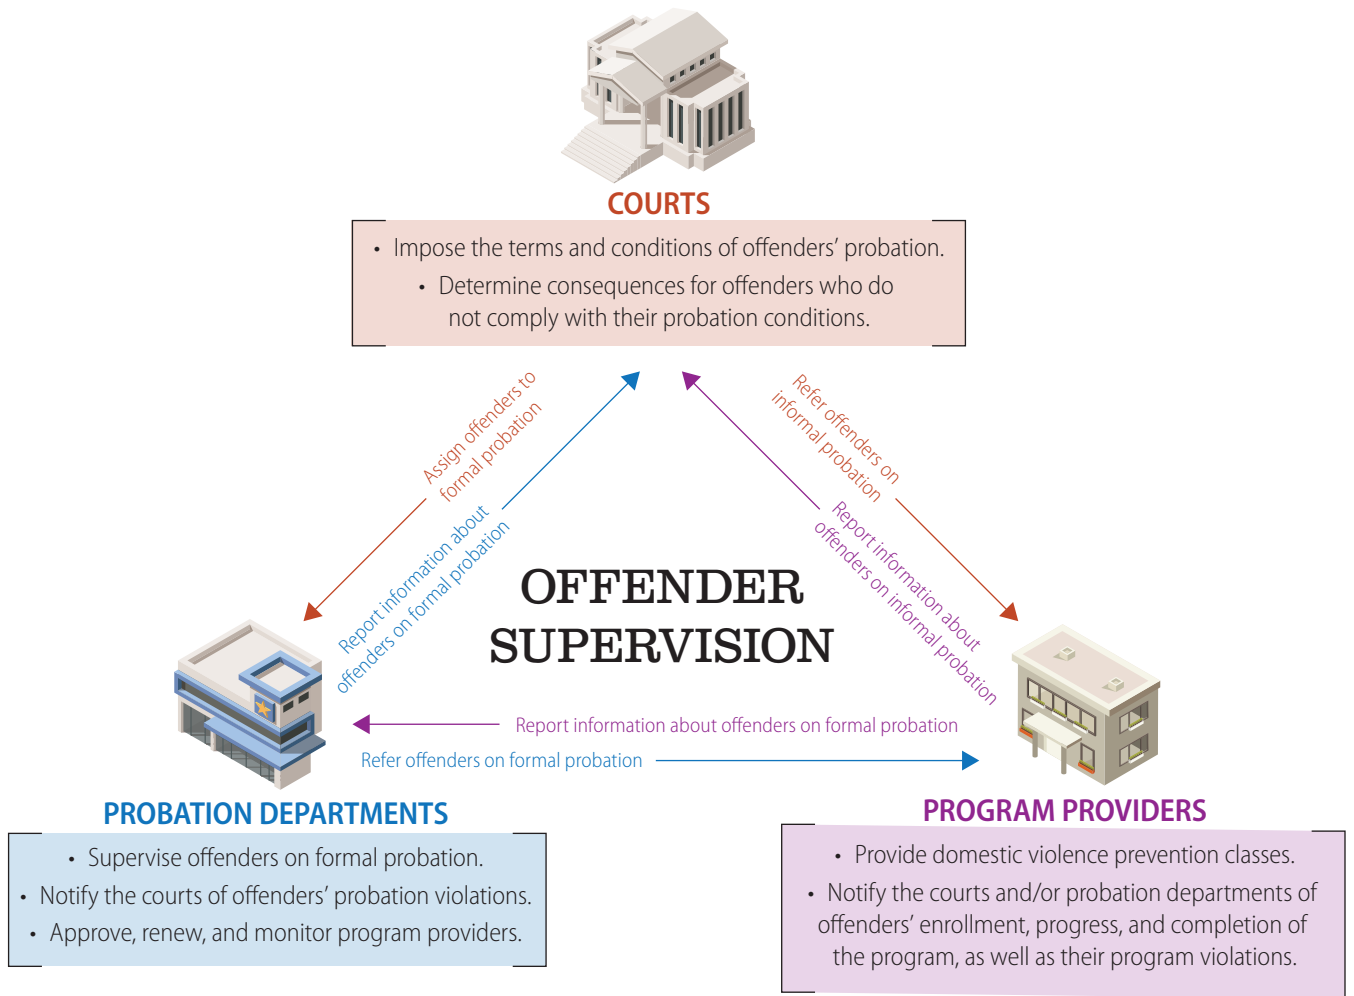 COURTS
• Impose the terms and conditions of offenders’ probation.
• Determine consequences for offenders who do
not comply with their probation conditions.
Assign offenders to
formal probation
Report information about
offenders on formal probation
Refer offenders on
informal probation
Report information about
offenders on informal probation
OFFENDER
SUPERVISION
Report information about offenders on formal probation
Refer offenders on formal probation
PROBATION DEPARTMENTS
• Supervise offenders on formal probation.
• Notify the courts of offenders’ probation violations.
• Approve, renew, and monitor program providers.
PROGRAM PROVIDERS
• Provide domestic violence prevention classes.
• Notify the courts and/or probation departments of
offenders’ enrollment, progress, and completion of
the program, as well as their program violations.